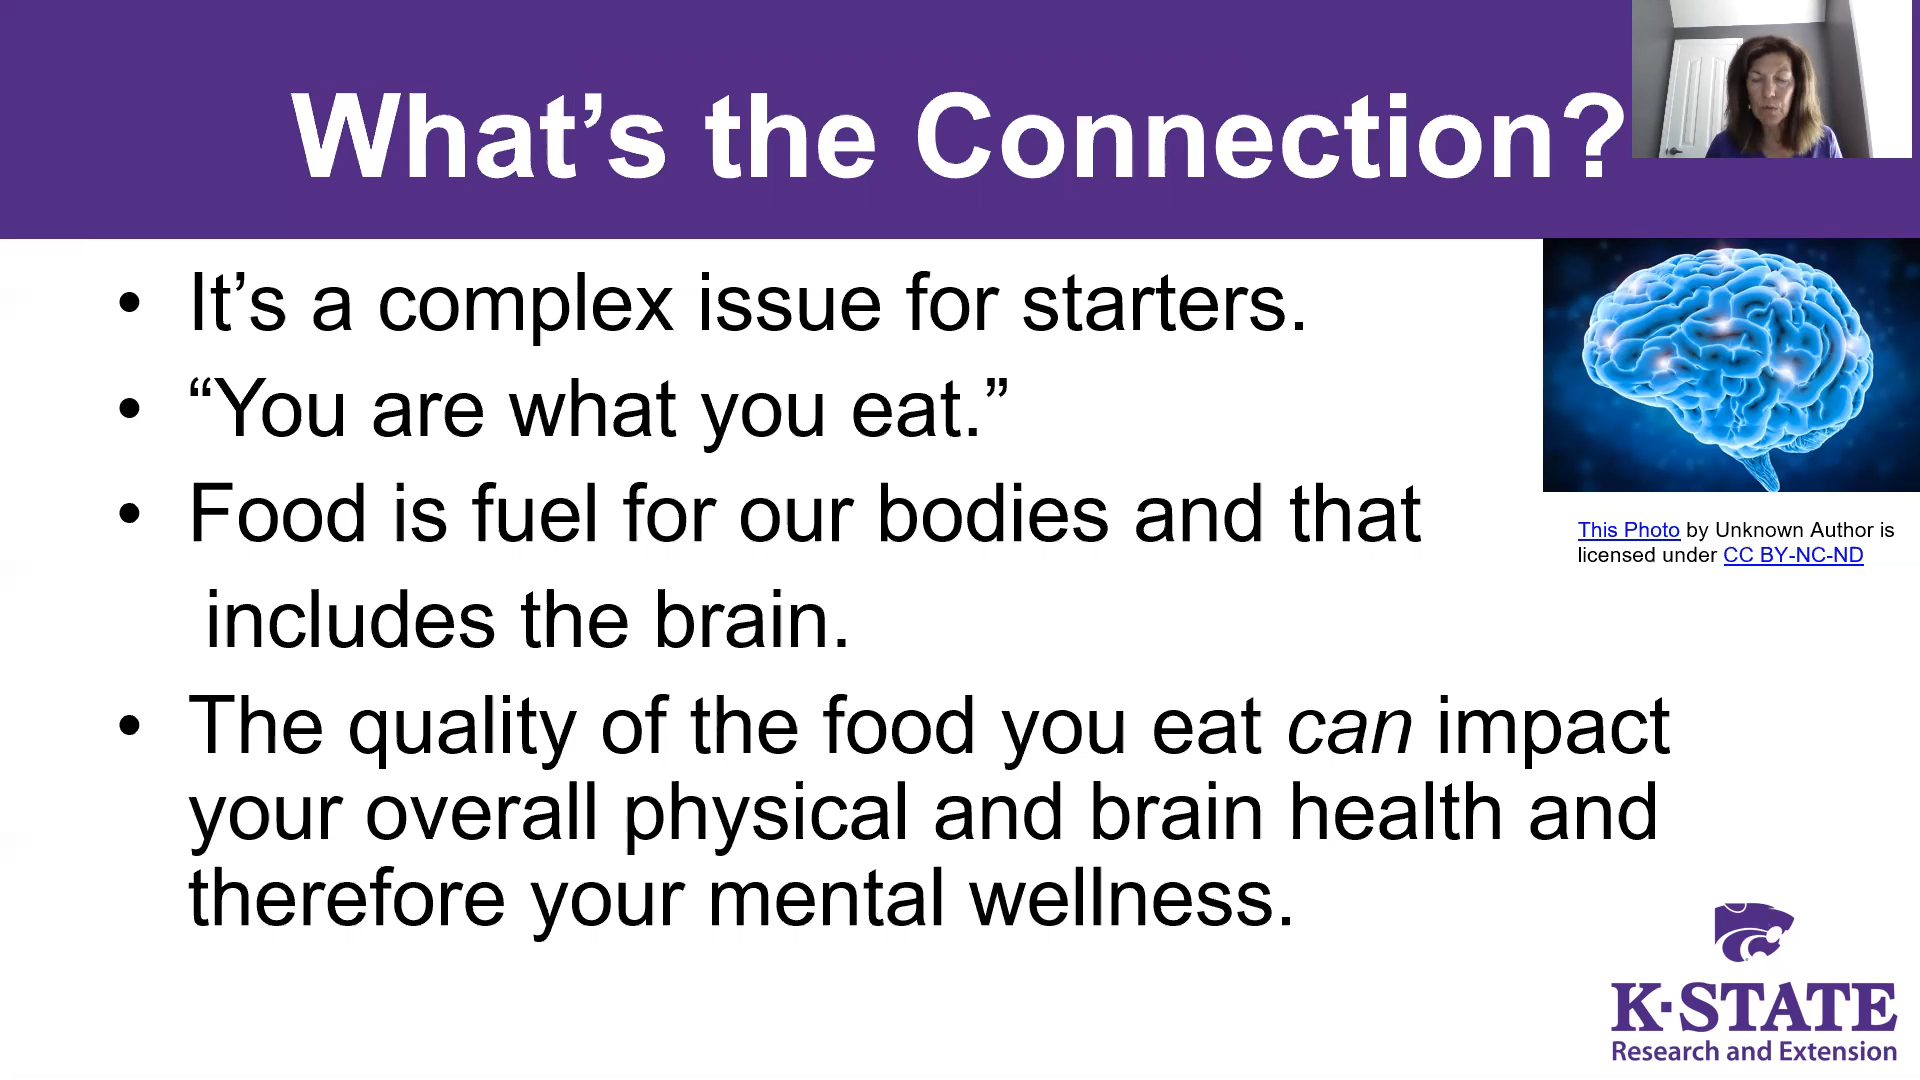 What’s the Connection?
• It’s a complex issue for starters.
• “You are what you eat.”
• Food is fuel for our bodies and that
includes the brain.
• The quality of the food you eat can impact
your overall physical and brain health and
therefore your mental wellness.
This Photo by Unknown Author is
licensed under CC BY-NC-ND
K-STATE
Research and Extension